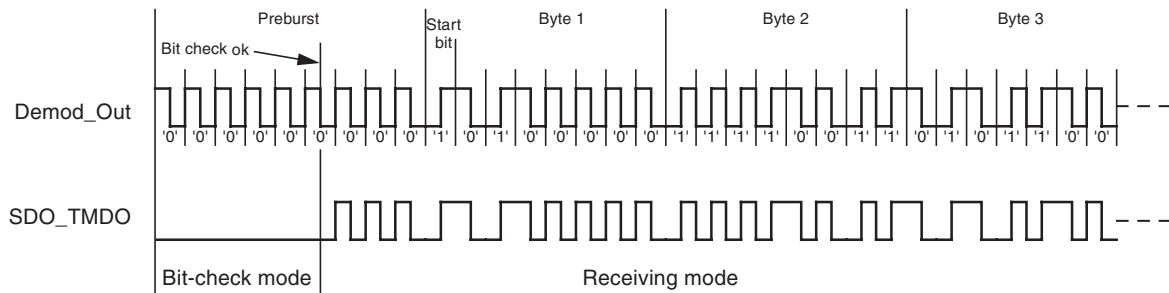 Preburst
Start
bit
Byte 1
Byte 2
Byte 3
Bit check ok
Demod_Out
'0' '0' '0' '0' '0' '0' '0' '0' '0' '1' '0' '1' '0' '0' '0' '0' '0' '1' '1' '1' '1' '0' '0' '1' '1' '0' '1' '0' '1' '1' '0' '0'
SDO_TMDO
Bit-check mode
Receiving mode